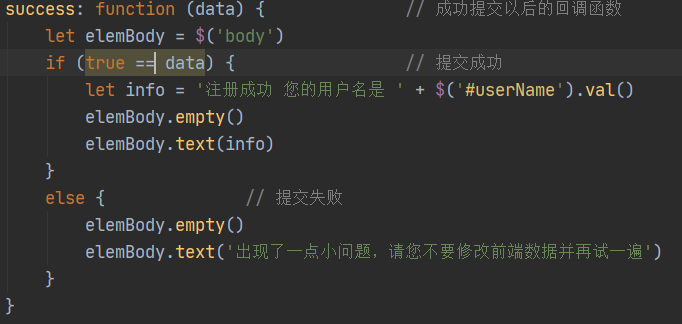 success: function (data) {              // 成功提交以后的回调函数
    let elemBody = $('body')
    if (true == data) {                 // 提交成功
        let info = '注册成功 您的用户名是 ' + $('#userName').val()
        elemBody.empty()
        elemBody.text(info)
    }
    else {              // 提交失败
        elemBody.empty()
        elemBody.text('出现了一点小问题，请您不要修改前端数据并再试一遍')
    }
}